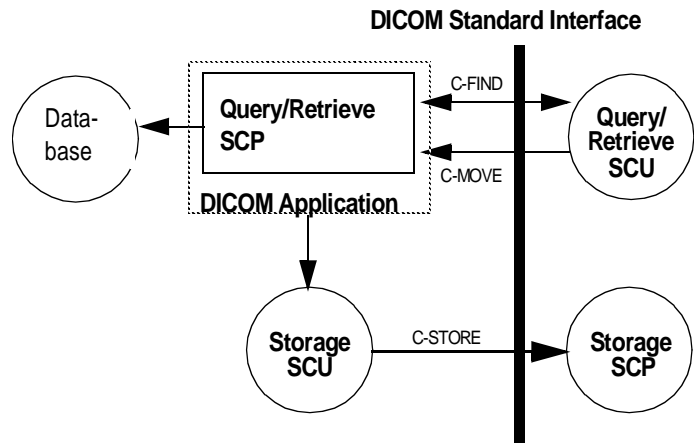 DICOM Standard Interface
Data-
base
Query/Retrieve
SCP
DICOM Application
C-FIND
C-MOVE
Query/
Retrieve
SCU
Storage
SCU
C-STORE
Storage
SCP